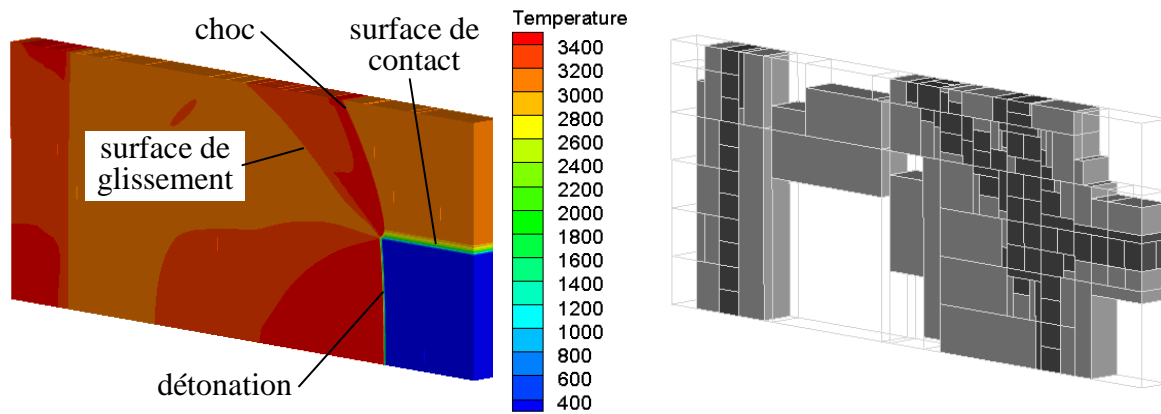 choc
surface de
contact
surface de
glissement
détonation
Temperature
3400
3200
3000
2800
2600
2400
2200
2000
1800
1600
1400
1200
1000
800
600
400